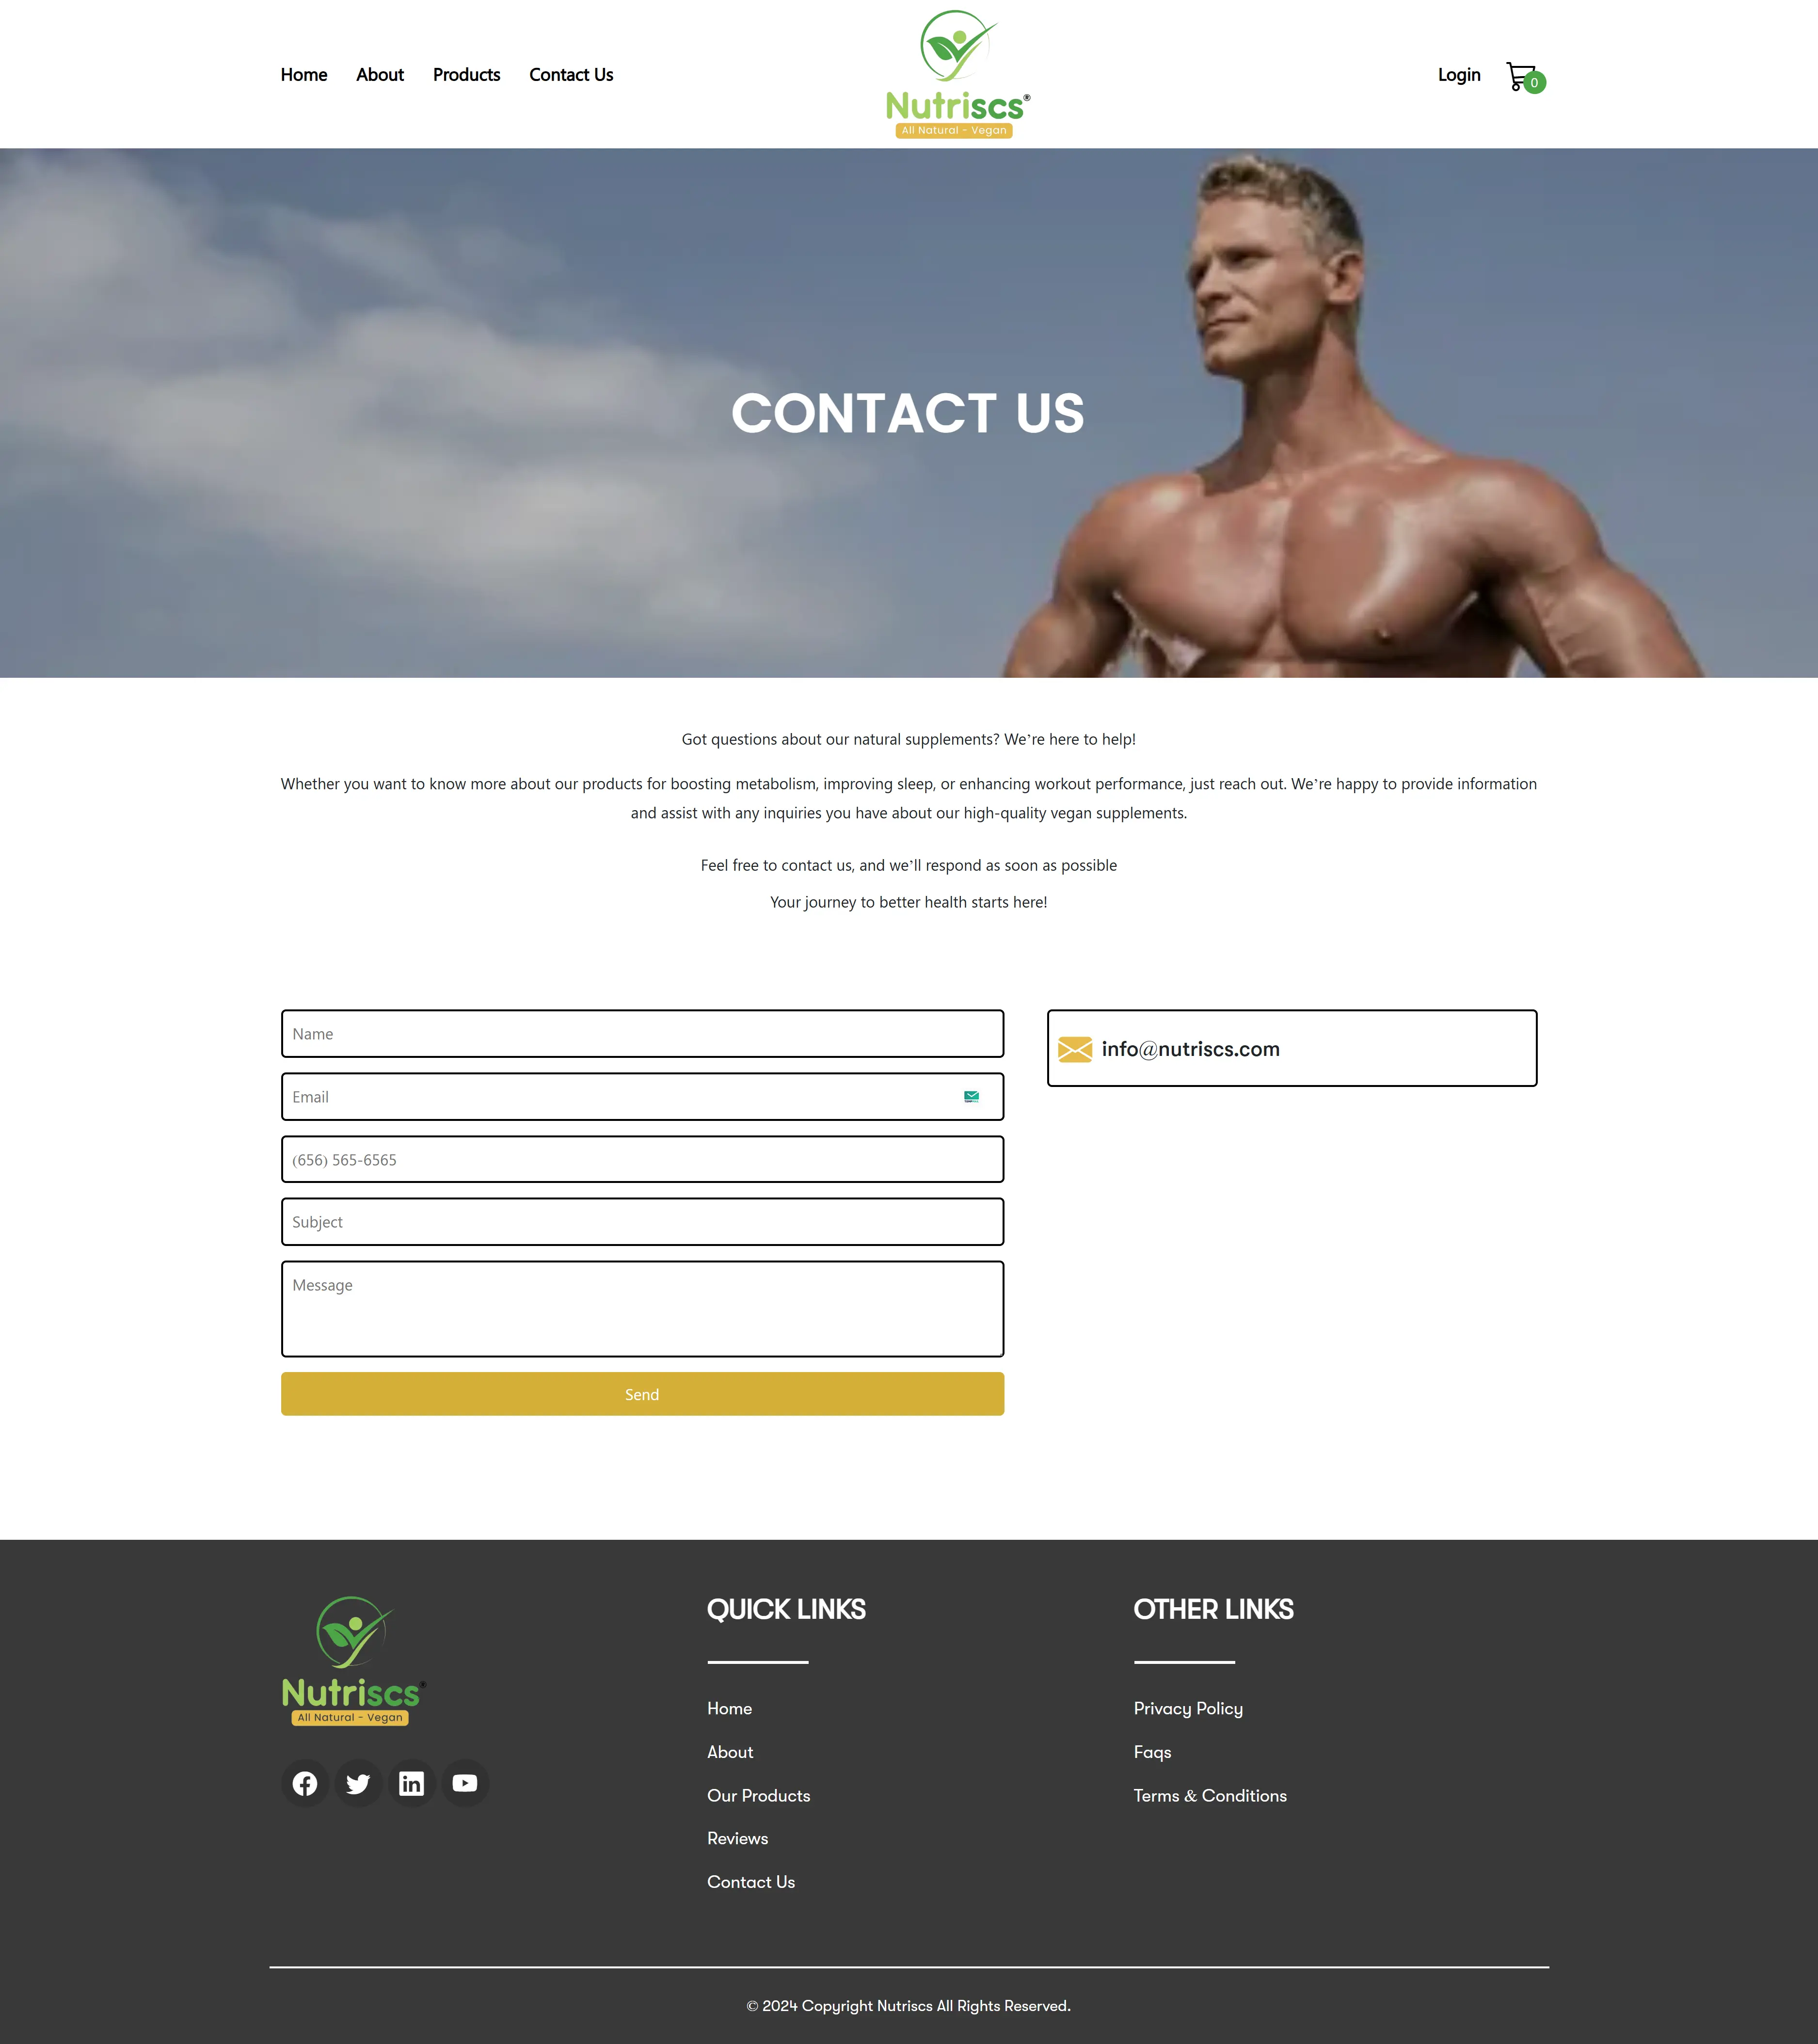 Home About Products Contact Us
Nutriscs®
All Natural - Vegan
Login
0
CONTACT US
Got questions about our natural supplements? We're here to help!
Whether you want to know more about our products for boosting metabolism, improving sleep, or enhancing workout performance, just reach out. We're happy to provide information
and assist with any inquiries you have about our high-quality vegan supplements.
Feel free to contact us, and we'll respond as soon as possible
Your journey to better health starts here!
Name
Email
(656) 565-6565
Subject
Message
Send
info@nutriscs.com
Nutriscs®
All Natural - Vegan
QUICK LINKS
Home
About
Our Products
Reviews
Contact Us
OTHER LINKS
Privacy Policy
Faqs
Terms & Conditions
© 2024 Copyright Nutriscs All Rights Reserved.